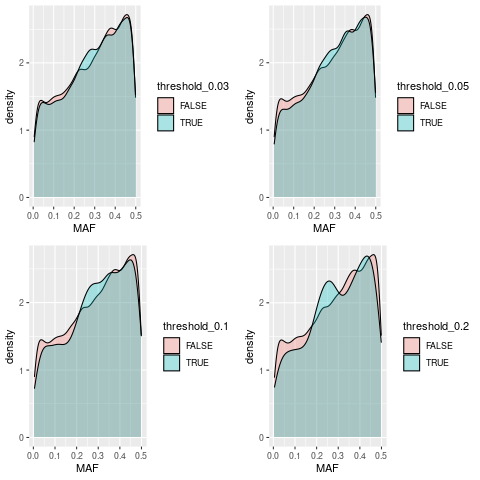 2
1
0
density
0.0 0.1 0.2 0.3 0.4 0.5
MAF
threshold_0.03
FALSE
TRUE
2
1
0
density
0.0 0.1 0.2 0.3 0.4 0.5
MAF
threshold_0.05
FALSE
TRUE
2
1
0
density
0.0 0.1 0.2 0.3 0.4 0.5
MAF
threshold_0.1
FALSE
TRUE
2
1
0
density
0.0 0.1 0.2 0.3 0.4 0.5
MAF
threshold_0.2
FALSE
TRUE